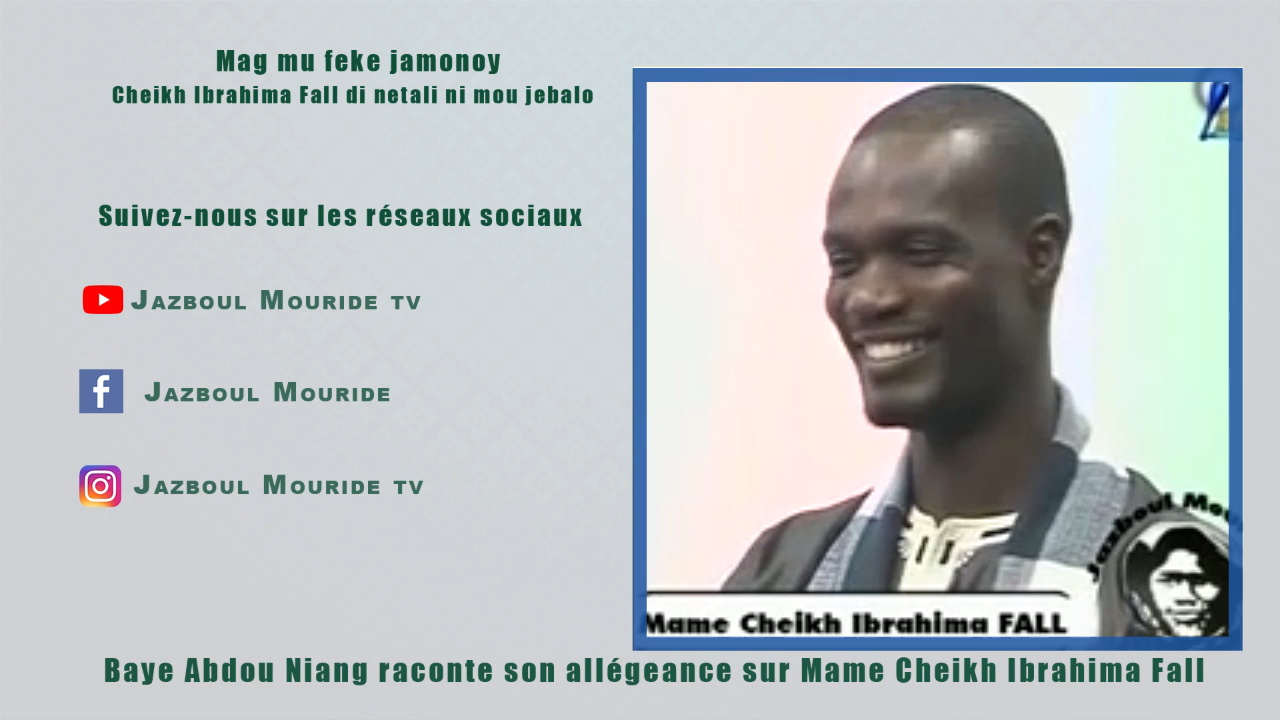 Mag mu feke jamonoy
Cheikh Ibrahima Fall di netali ni mou jebalo
Suivez-nous sur les réseaux sociaux
Jazboul Mouride tv
Jazboul Mouride
Jazboul Mouride tv
Jazboul Mou
Mame Cheikh Ibrahima FALL
Baye Abdou Niang raconte son allégeance sur Mame Cheikh Ibrahima Fall